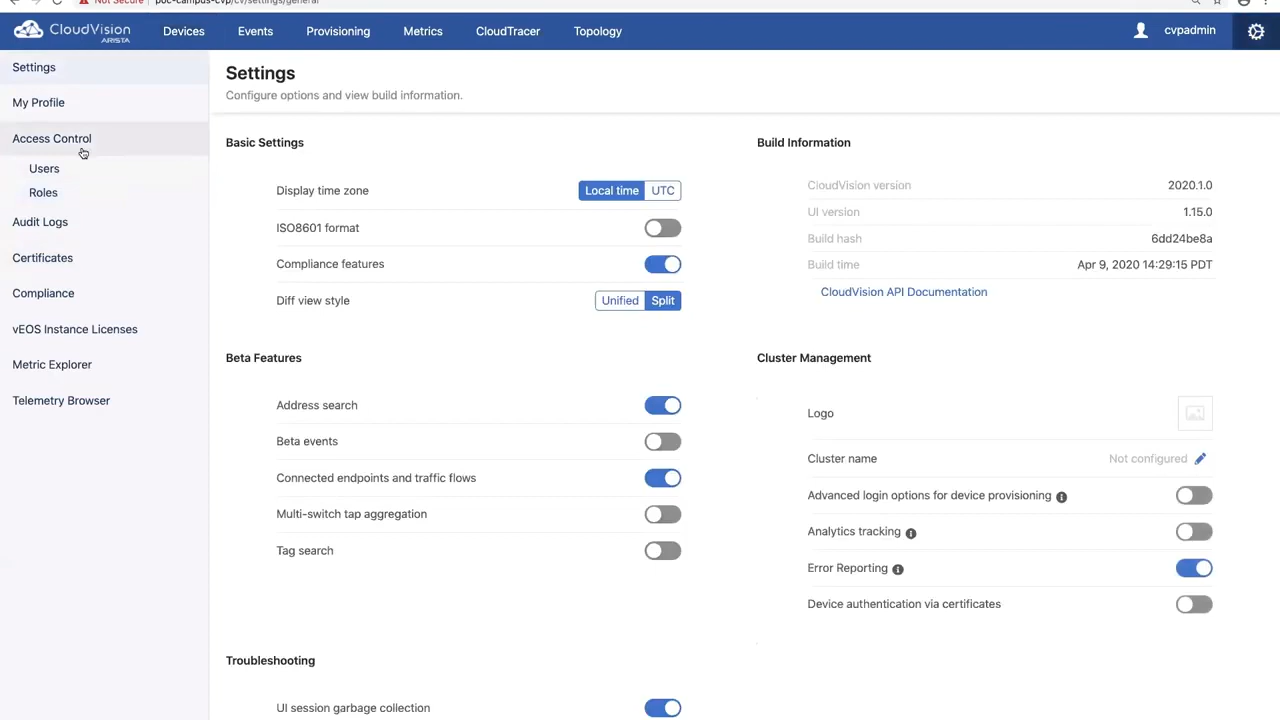 Not Secure poc-campus-cvp/cv/settings/general
CloudVision
ARISTA
Devices
Events
Provisioning
Metrics
CloudTracer
Topology
cvpadmin
Settings
My Profile
Access Control
Users
Roles
Audit Logs
Certificates
Compliance
vEOS Instance Licenses
Metric Explorer
Telemetry Browser
Settings
Configure options and view build information.
Basic Settings
Display time zone Local time UTC
ISO8601 format
Compliance features
Diff view style Unified Split
Beta Features
Address search
Beta events
Connected endpoints and traffic flows
Multi-switch tap aggregation
Tag search
Troubleshooting
UI session garbage collection
Build Information
CloudVision version 2020.1.0
UI version 1.15.0
Build hash 6dd24be8a
Build time Apr 9, 2020 14:29:15 PDT
CloudVision API Documentation
Cluster Management
Logo
Cluster name Not configured
Advanced login options for device provisioning
Analytics tracking
Error Reporting
Device authentication via certificates